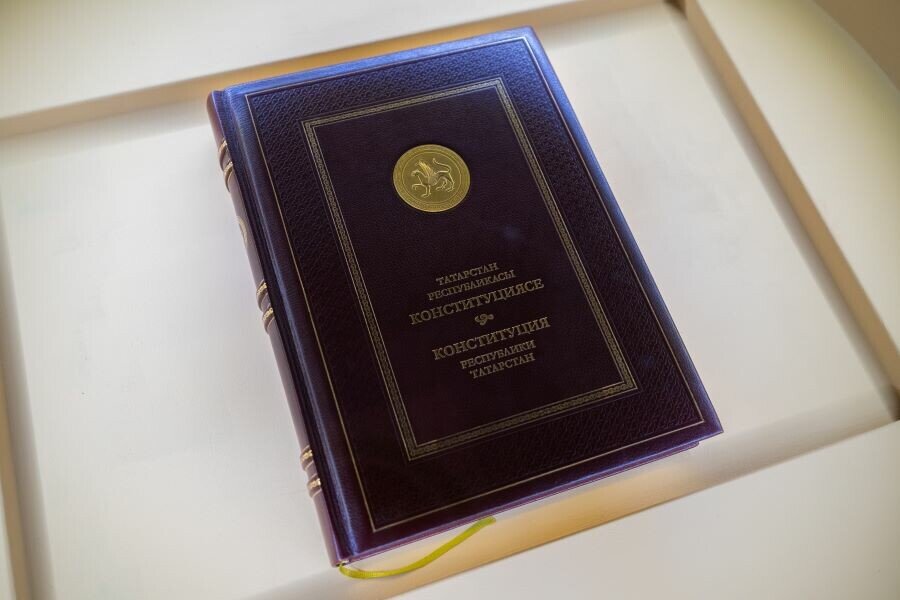 ТАТАРСТАН
РЕСПУБЛИКАСЫ
КОНСТИТУЦИЯСЕ
КОНСТИТУЦИЯ
РЕСПУБЛИКИ
ТАТАРСТАН